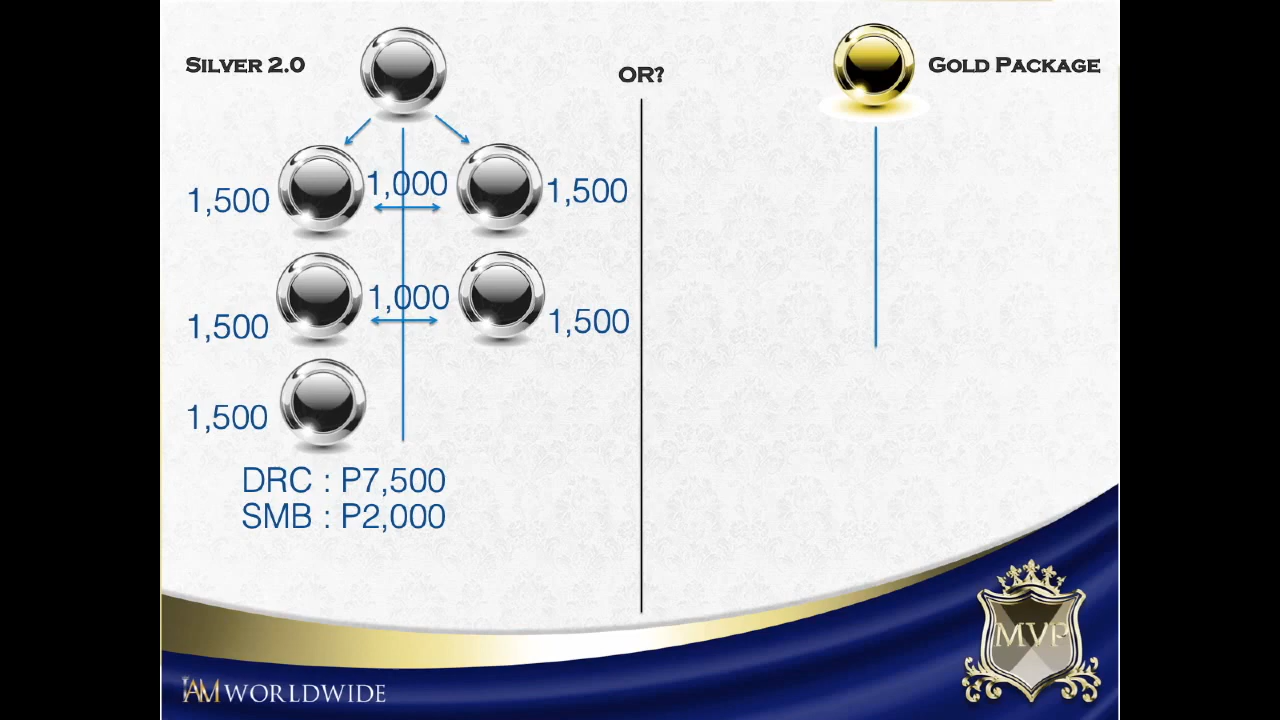 SILVER 2.0
OR?
GOLD PACKAGE
1,500
1,000
1,500
1,500
1,000
1,500
1,500
DRC : P7,500
SMB : P2,000
MVP
IAM WORLDWIDE